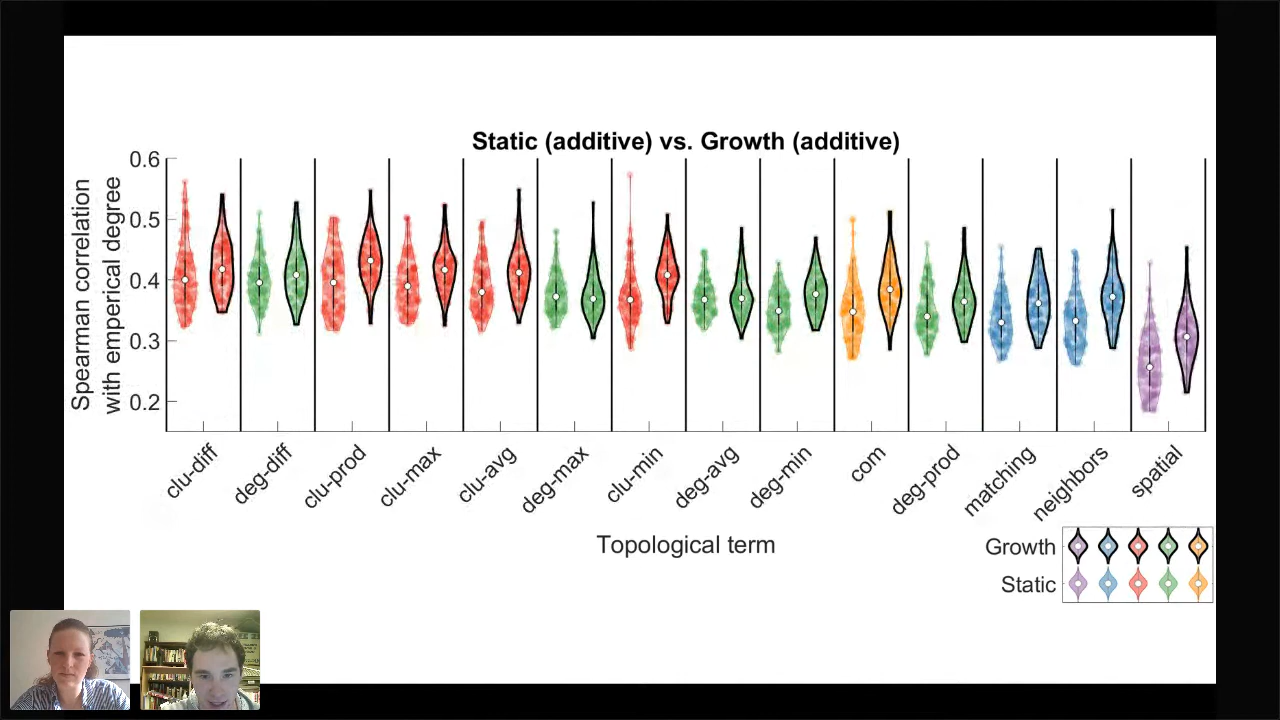 Static (additive) vs. Growth (additive)
Spearman correlation
with emperical degree
0.6
0.5
0.4
0.3
0.2
clu-diff
deg-diff
clu-prod
clu-max
clu-avg
deg-max
clu-min
deg-avg
deg-min
com
deg-prod
matching
neighbors
spatial
Topological term
Growth
Static